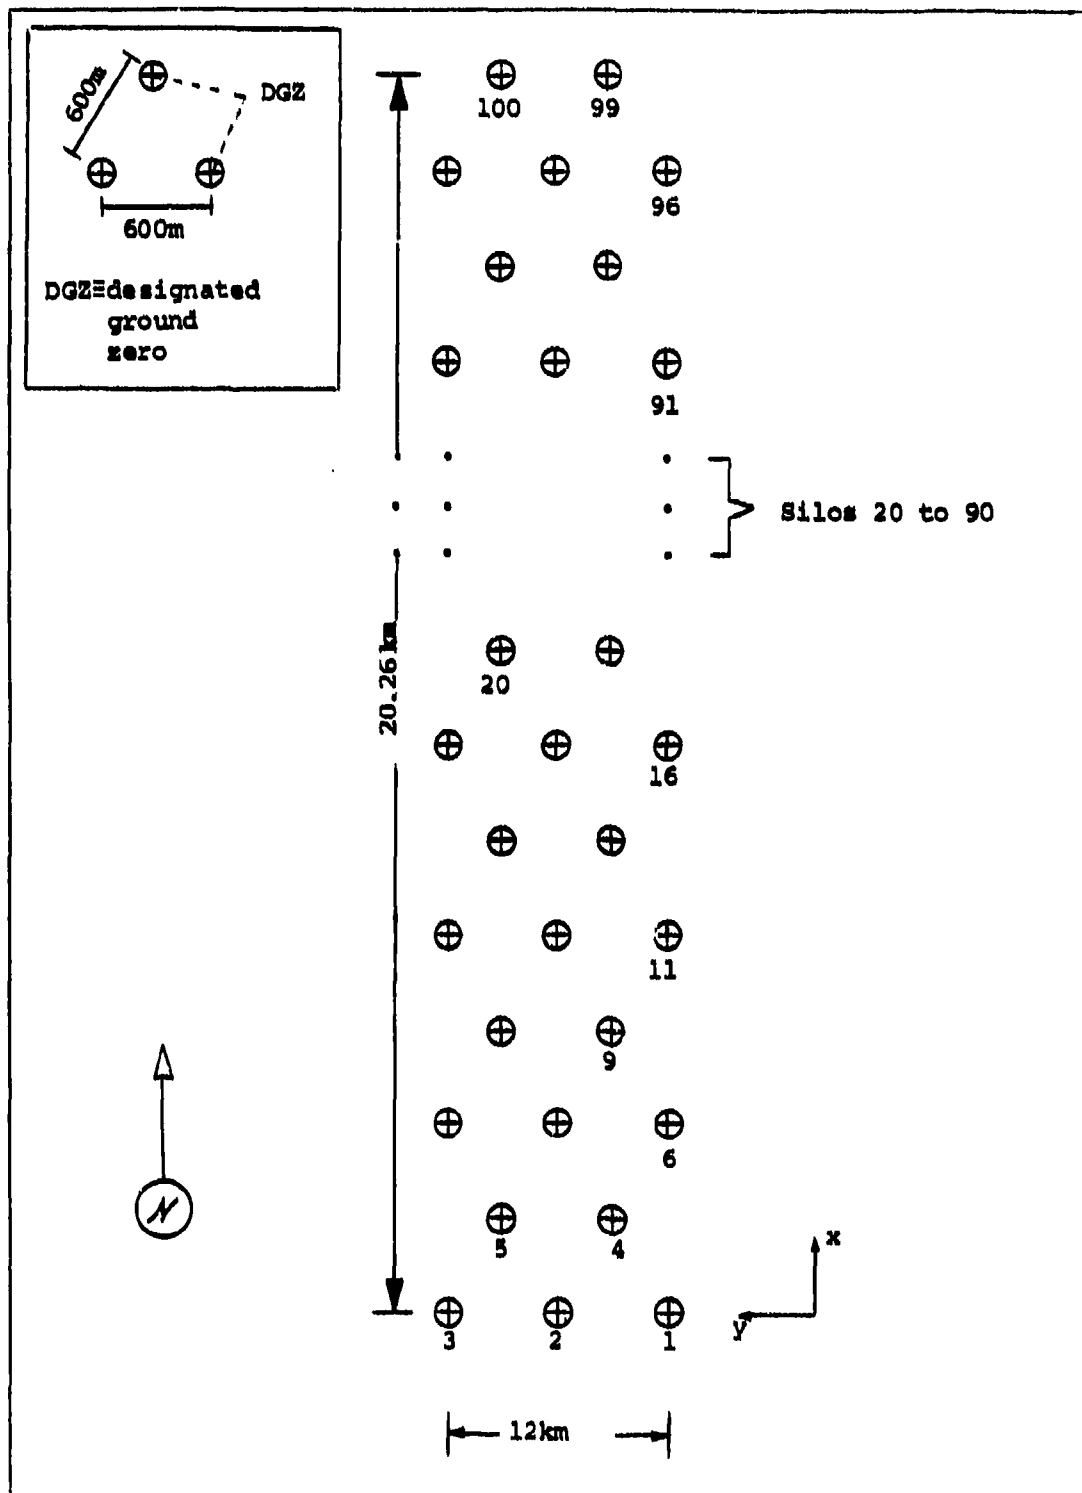 600m
DGZ
600m
DGZ≡designated
ground
zero
100 99
96
91
Silos 20 to 90
20.26km
20
16
11
9
6
5 4
N
x
y
3 2 1
12km